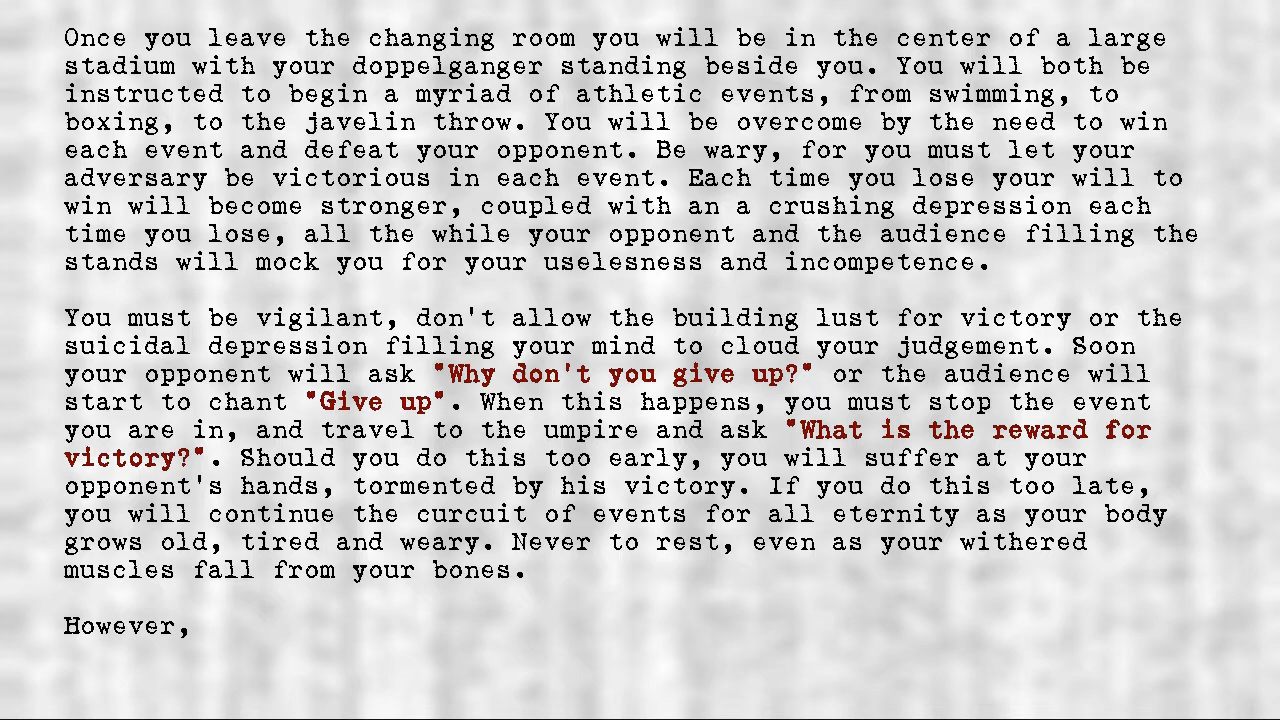 Once you leave the changing room you will be in the center of a large
stadium with your doppelganger standing beside you. You will both be
instructed to begin a myriad of athletic events, from swimming, to
boxing, to the javelin throw. You will be overcome by the need to win
each event and defeat your opponent. Be wary, for you must let your
adversary be victorious in each event. Each time you lose your will to
win will become stronger, coupled with an a crushing depression each
time you lose, all the while your opponent and the audience filling the
stands will mock you for your uselesness and incompetence.
You must be vigilant, don't allow the building lust for victory or the
suicidal depression filling your mind to cloud your judgement. Soon
your opponent will ask "Why don't you give up?" or the audience will
start to chant "Give up". When this happens, you must stop the event
you are in, and travel to the umpire and ask "What is the reward for
victory?". Should you do this too early, you will suffer at your
opponent's hands, tormented by his victory. If you do this too late,
you will continue the curcuit of events for all eternity as your body
grows old, tired and weary. Never to rest, even as your withered
muscles fall from your bones.
However,